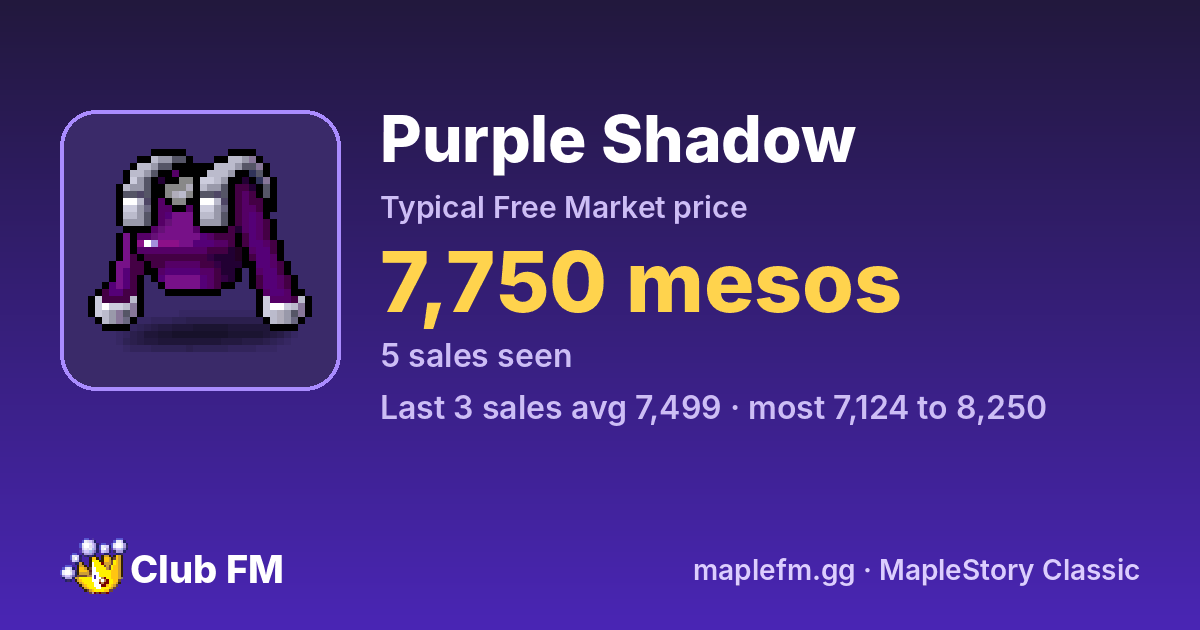 Purple Shadow
Typical Free Market price
7,750 mesos
5 sales seen
Last 3 sales avg 7,499 · most 7,124 to 8,250
Club FM
maplefm.gg · MapleStory Classic